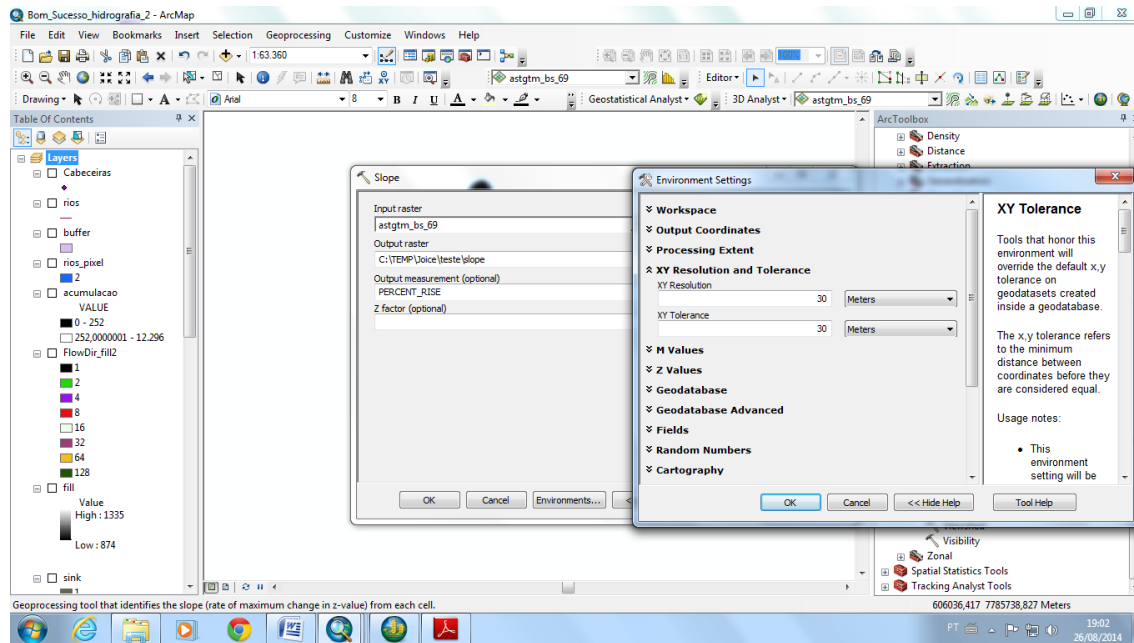 Bom_Sucesso_hidrografia_2 - ArcMap
File Edit View Bookmarks Insert Selection Geoprocessing Customize Windows Help
1:63.360
100%
astgtm_bs_69
Editor
Drawing
A
Arial
8
B I U A
Geostatistical Analyst
3D Analyst
astgtm_bs_69
Table Of Contents
Layers
Cabeceiras
rios
buffer
rios_pixel
2
acumulacao
VALUE
0 - 252
252,0000001 - 12.296
FlowDir_fill2
1
2
4
8
16
32
64
128
fill
Value
High : 1335
Low : 874
sink
1
Slope
Input raster
astgtm_bs_69
Output raster
C:\TEMP\Joice\teste\slope
Output measurement (optional)
PERCENT_RISE
Z factor (optional)
OK
Cancel
Environments...
Environment Settings
Workspace
Output Coordinates
Processing Extent
XY Resolution and Tolerance
XY Resolution
30
Meters
XY Tolerance
30
Meters
M Values
Z Values
Geodatabase
Geodatabase Advanced
Fields
Random Numbers
Cartography
OK
Cancel
<< Hide Help
Tool Help
XY Tolerance
Tools that honor this
environment will
override the default x,y
tolerance on
geodatasets created
inside a geodatabase.
The x,y tolerance refers
to the minimum
distance between
coordinates before they
are considered equal.
Usage notes:
• This
environment
setting will be
ArcToolbox
Density
Distance
Extraction
Visibility
Zonal
Spatial Statistics Tools
Tracking Analyst Tools
Geoprocessing tool that identifies the slope (rate of maximum change in z-value) from each cell.
606036,417 7785738,827 Meters
PT
19:02
26/08/2014